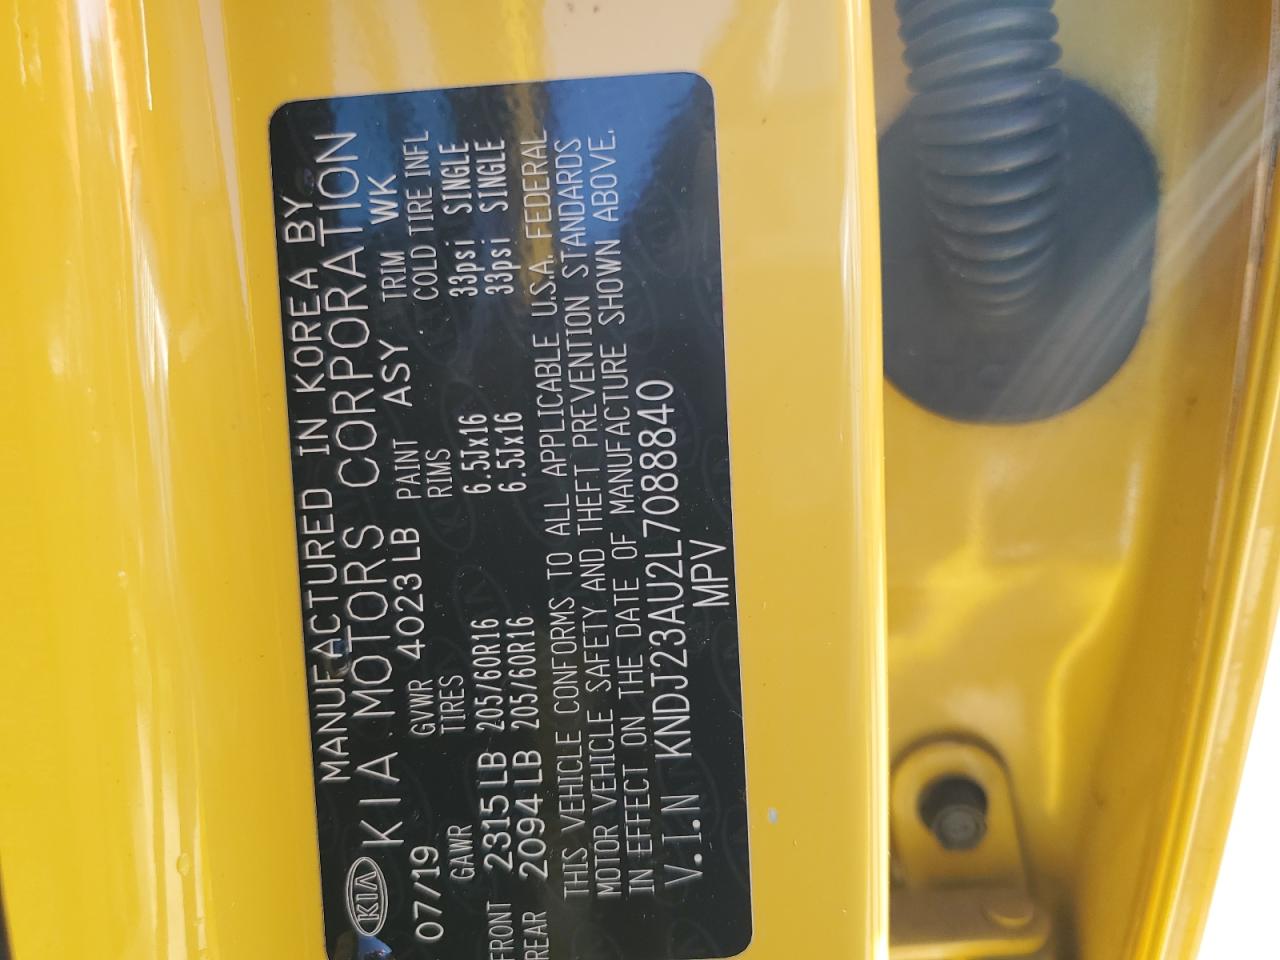 MANUFACTURED IN KOREA BY
KIA KIA MOTORS CORPORATION
07/19 GVWR 4023LB PAINT ASY TRIM WK
GAWR TIRES RIMS COLD TIRE INFL
FRONT 2315LB 205/60R16 6.5Jx16 33psi SINGLE
REAR 2094LB 205/60R16 6.5Jx16 33psi SINGLE
THIS VEHICLE CONFORMS TO ALL APPLICABLE U.S.A. FEDERAL
MOTOR VEHICLE SAFETY AND THEFT PREVENTION STANDARDS
IN EFFECT ON THE DATE OF MANUFACTURE SHOWN ABOVE.
V.I.N KNDJ23AU2L7088840
MPV